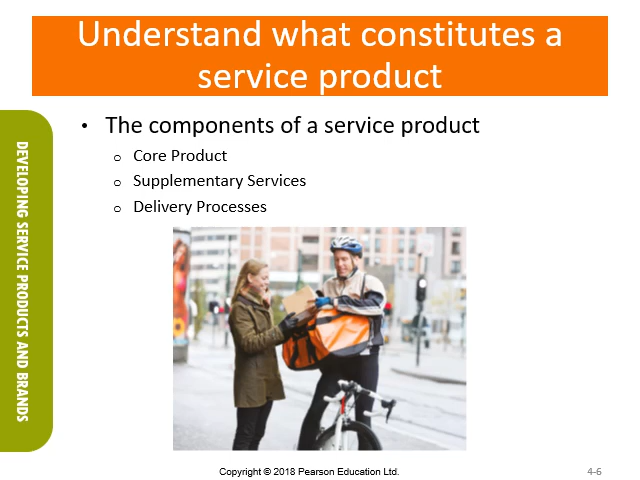 Understand what constitutes a
service product
• The components of a service product
o Core Product
o Supplementary Services
o Delivery Processes
DEVELOPING SERVICE PRODUCTS AND BRANDS
Copyright © 2018 Pearson Education Ltd.
4-6